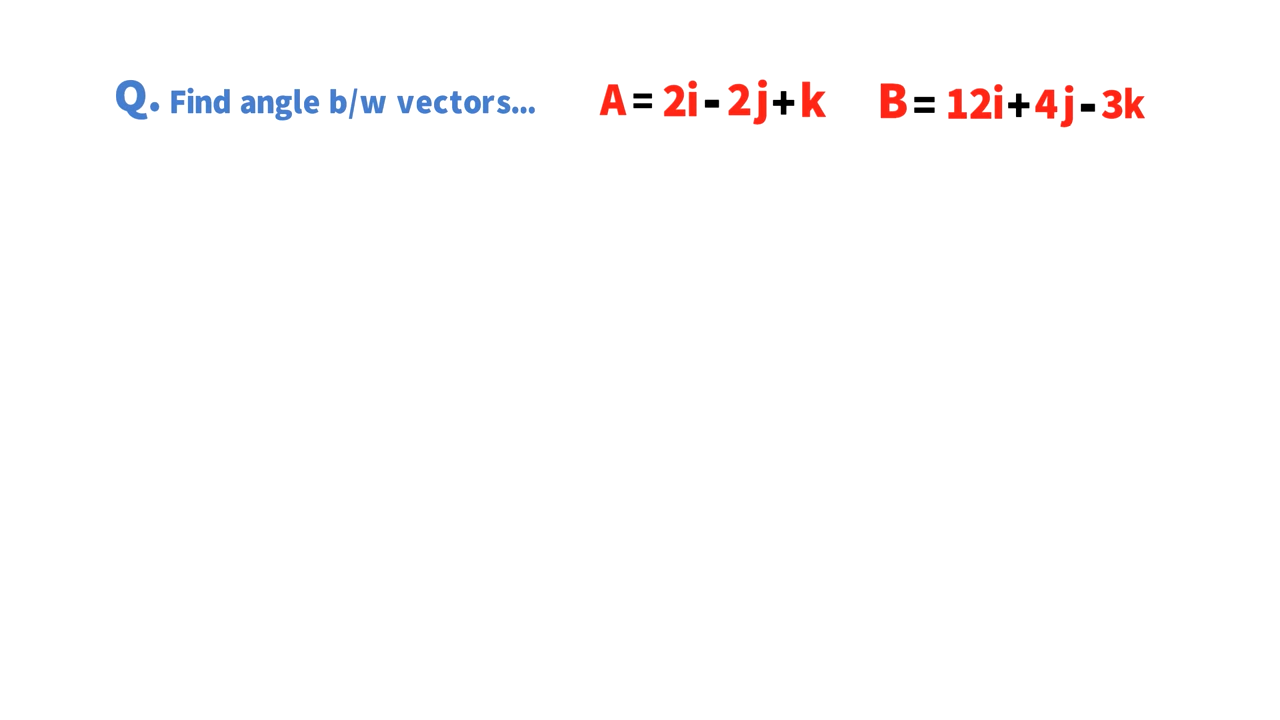 Q. Find angle b/w vectors... A = 2i - 2j + k B = 12i + 4j - 3k